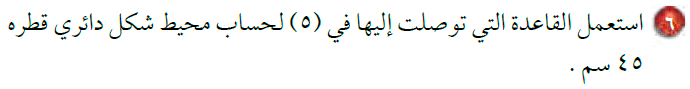 ٦ استعمل القاعدة التي توصلت إليها في (٥) لحساب محيط شكل دائري قطره
٤٥ سم .